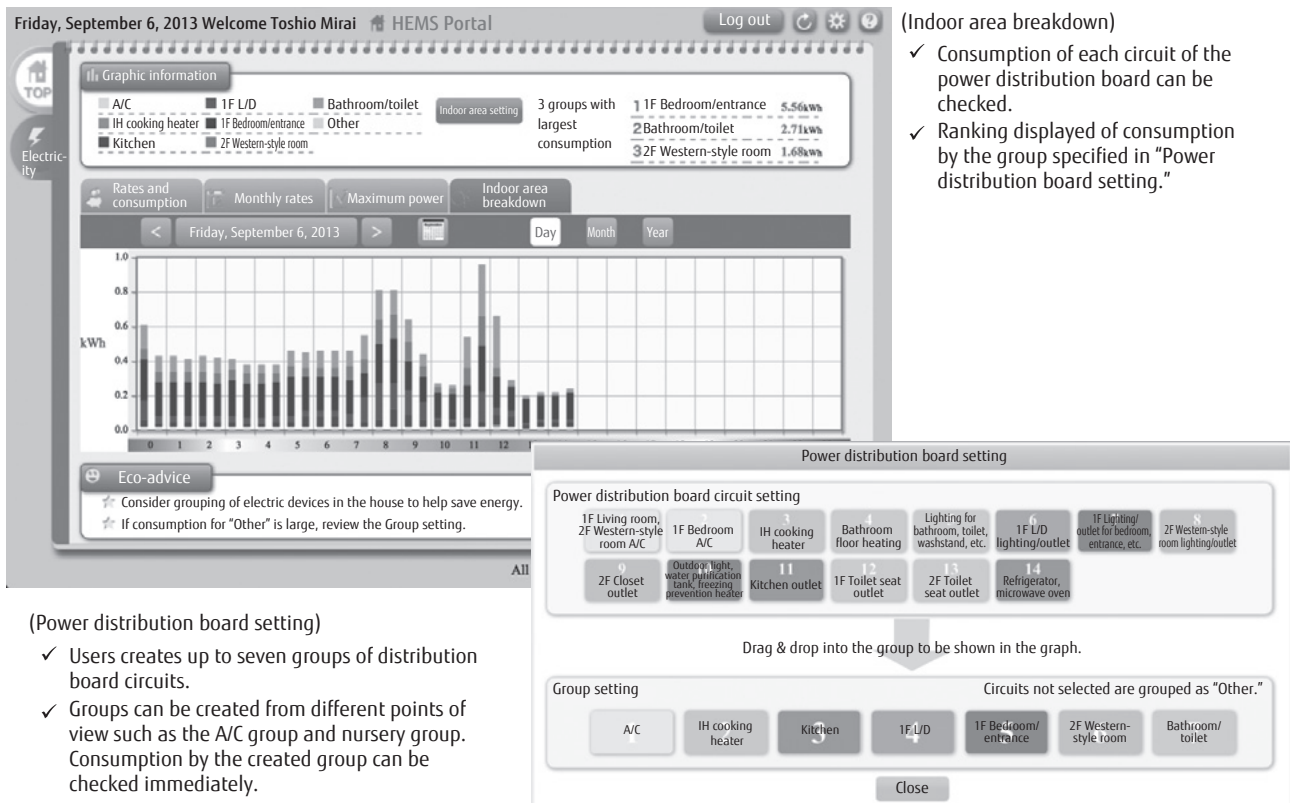 Friday, September 6, 2013 Welcome Toshio Mirai HEMS Portal
Log out
TOP
Electric-
ity
Graphic information
A/C 1F L/D Bathroom/toilet
IH cooking heater 1F Bedroom/entrance Other
Kitchen 2F Western-style room
Indoor area setting
3 groups with
largest
consumption
1 1F Bedroom/entrance 5.56kWh
2 Bathroom/toilet 2.71kWh
3 2F Western-style room 1.68kWh
Rates and
consumption
Monthly rates
Maximum power
Indoor area
breakdown
< Friday, September 6, 2013 >
Day Month Year
kWh
1.0
0.8
0.6
0.4
0.2
0.0
0 1 2 3 4 5 6 7 8 9 10 11 12
Eco-advice
Consider grouping of electric devices in the house to help save energy.
If consumption for "Other" is large, review the Group setting.
All
(Indoor area breakdown)
✓ Consumption of each circuit of the
power distribution board can be
checked.
✓ Ranking displayed of consumption
by the group specified in “Power
distribution board setting.”
(Power distribution board setting)
✓ Users creates up to seven groups of distribution
board circuits.
✓ Groups can be created from different points of
view such as the A/C group and nursery group.
Consumption by the created group can be
checked immediately.
Power distribution board setting
Power distribution board circuit setting
1F Living room,
2F Western-style
room A/C
1F Bedroom
A/C
3
IH cooking
heater
4
Bathroom
floor heating
Lighting for
bathroom, toilet,
washstand, etc.
6
1F L/D
lighting/outlet
1F Lighting/
outlet for bedroom,
entrance, etc.
8
2F Western-style
room lighting/outlet
9
2F Closet
outlet
10
Outdoor light,
water purification
tank, freezing
prevention heater
11
Kitchen outlet
12
1F Toilet seat
outlet
13
2F Toilet
seat outlet
14
Refrigerator,
microwave oven
Drag & drop into the group to be shown in the graph.
Group setting
Circuits not selected are grouped as “Other.”
1
A/C
2
IH cooking
heater
3
Kitchen
4
1F L/D
5
1F Bedroom/
entrance
6
2F Western-
style room
7
Bathroom/
toilet
Close